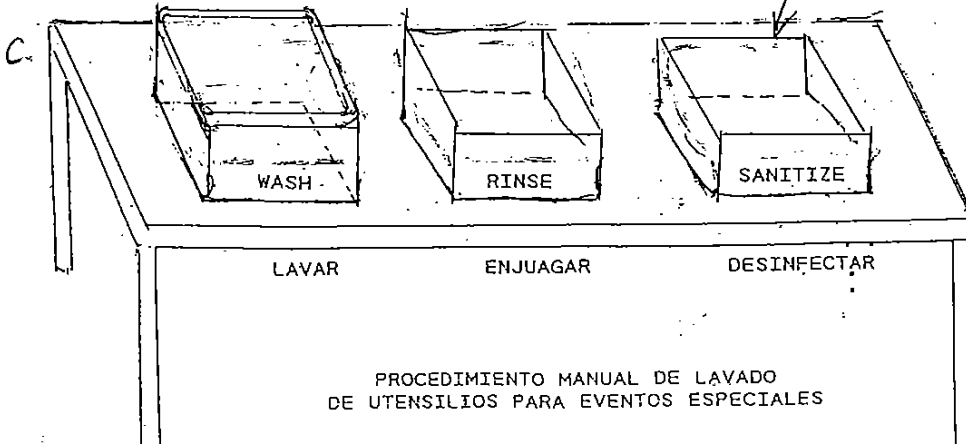 C.
WASH RINSE SANITIZE
LAVAR ENJUAGAR DESINFECTAR
PROCEDIMIENTO MANUAL DE LAVADO
DE UTENSILIOS PARA EVENTOS ESPECIALES